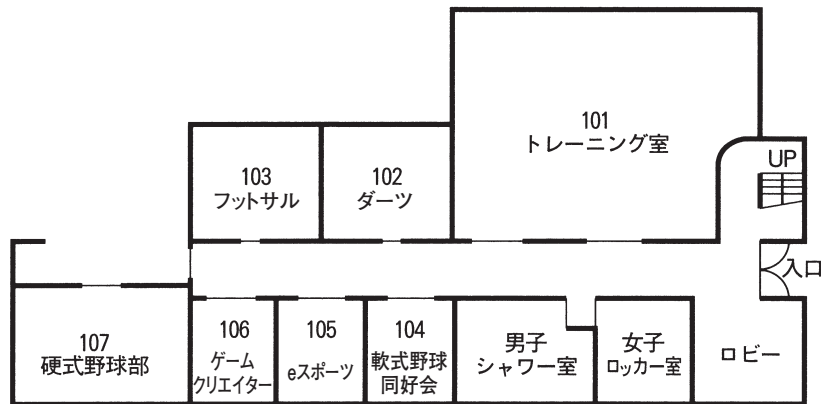 101
トレーニング室
UP
103
フットサル
102
ダーツ
入口
107
硬式野球部
106
ゲーム
クリエイター
105
eスポーツ
104
軟式野球
同好会
男子
シャワー室
女子
ロッカー室
ロビー